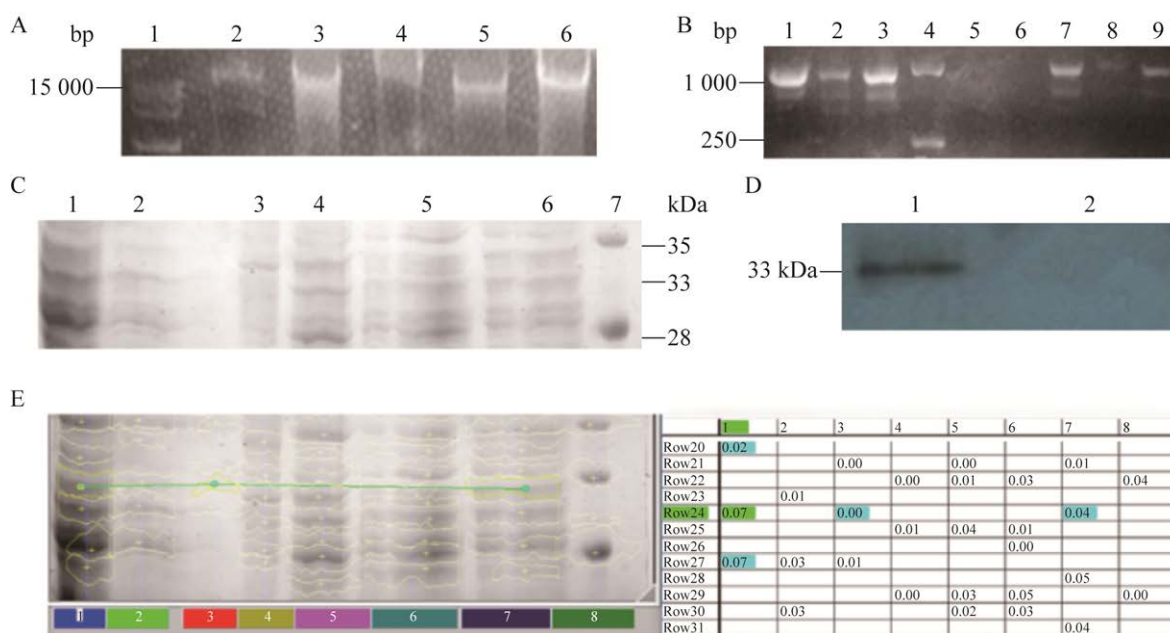 A
bp 1 2 3 4 5 6
15 000
B
bp 1 2 3 4 5 6 7 8 9
1 000
250
C
1 2 3 4 5 6 7 kDa
35
33
28
D
1 2
33 kDa
E
1 2 3 4 5 6 7 8
1 2 3 4 5 6 7 8
Row20 0.02
Row21 0.00 0.00 0.01
Row22 0.00 0.01 0.03 0.04
Row23 0.01
Row24 0.07 0.00 0.04
Row25 0.01 0.04 0.01
Row26 0.00
Row27 0.07 0.03 0.01
Row28 0.05
Row29 0.00 0.03 0.05 0.00
Row30 0.03 0.02 0.03
Row31 0.04